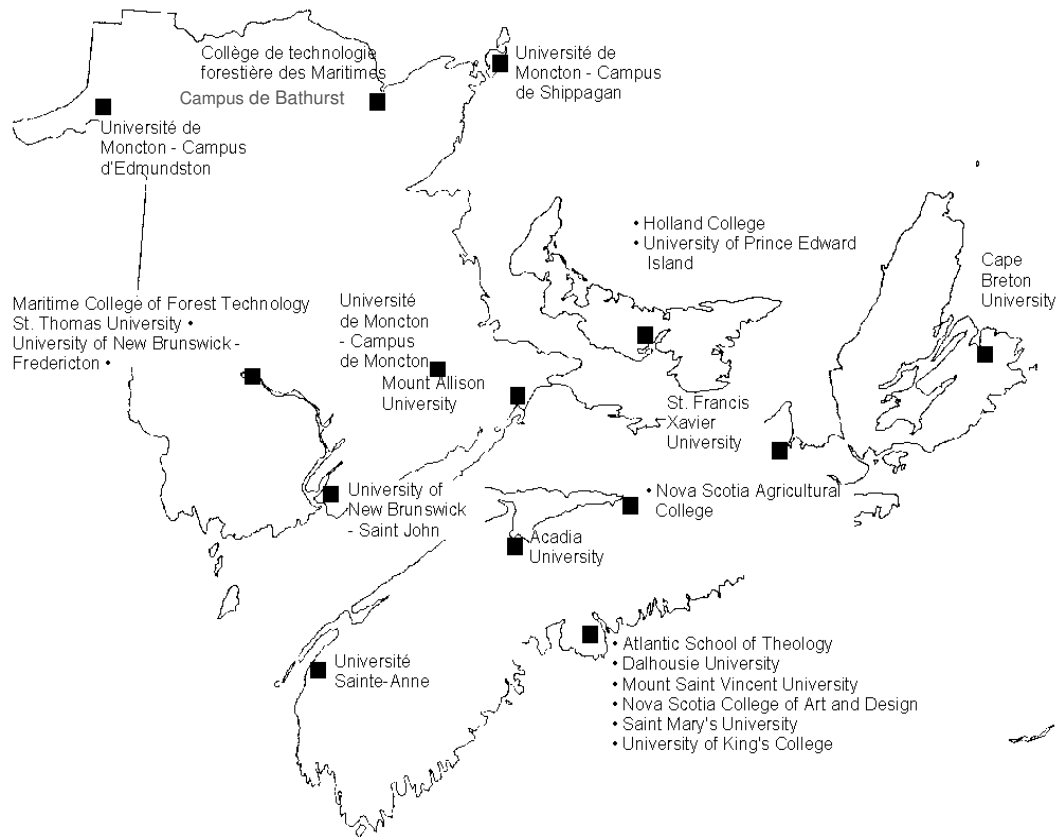 Collège de technologie
forestière des Maritimes
Campus de Bathurst
Université de
Moncton - Campus
de Shippagan
Université de
Moncton - Campus
d'Edmundston
• Holland College
• University of Prince Edward
Island
Cape
Breton
University
Maritime College of Forest Technology
St. Thomas University •
University of New Brunswick -
Fredericton •
Université
de Moncton
- Campus
de Moncton
Mount Allison
University
St. Francis
Xavier
University
University of
New Brunswick
- Saint John
• Nova Scotia Agricultural
College
Acadia
University
Université
Sainte-Anne
• Atlantic School of Theology
• Dalhousie University
• Mount Saint Vincent University
• Nova Scotia College of Art and Design
• Saint Mary's University
• University of King's College